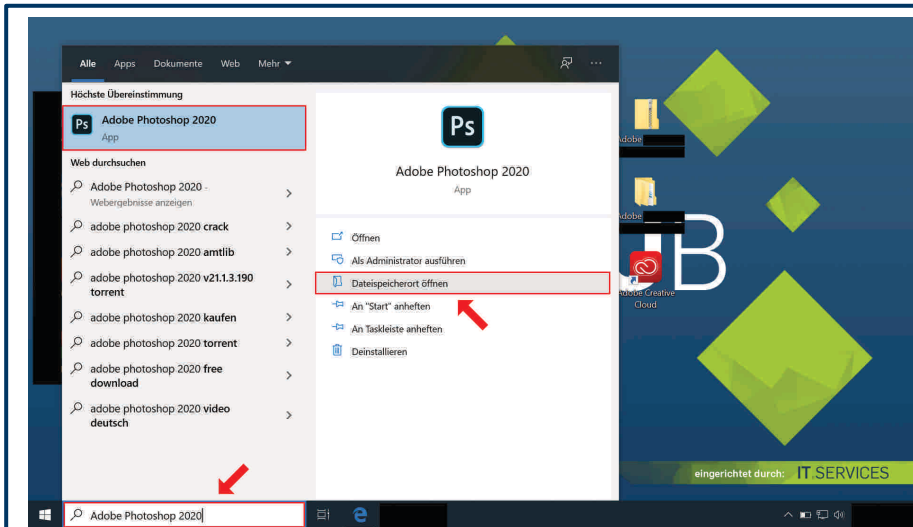 Alle Apps Dokumente Web Mehr
Höchste Übereinstimmung
Ps
Adobe Photoshop 2020
App
Web durchsuchen
Adobe Photoshop 2020 -
Webergebnisse anzeigen
adobe photoshop 2020 crack
adobe photoshop 2020 amtlib
adobe photoshop 2020 v21.1.3.190
torrent
adobe photoshop 2020 kaufen
adobe photoshop 2020 torrent
adobe photoshop 2020 free
download
adobe photoshop 2020 video
deutsch
Ps
Adobe Photoshop 2020
App
Öffnen
Als Administrator ausführen
Dateispeicherort öffnen
An "Start" anheften
An Taskleiste anheften
Deinstallieren
Adobe
Adobe
Adobe Creative
Cloud
UB
eingerichtet durch: IT.SERVICES
Adobe Photoshop 2020